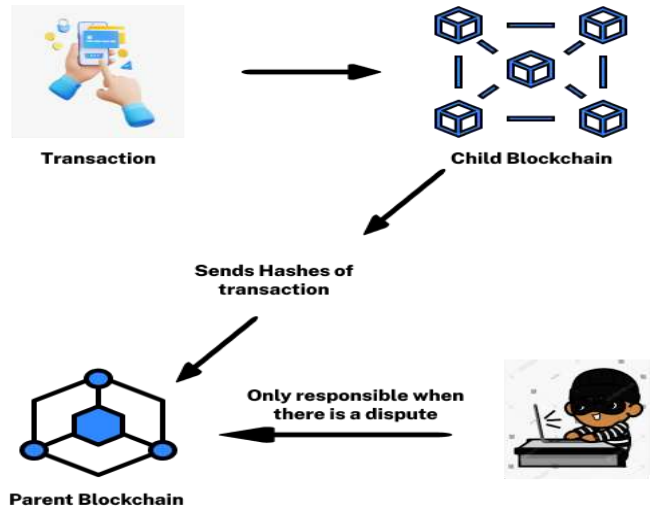 Transaction
Child Blockchain
Sends Hashes of
transaction
Only responsible when
there is a dispute
Parent Blockchain